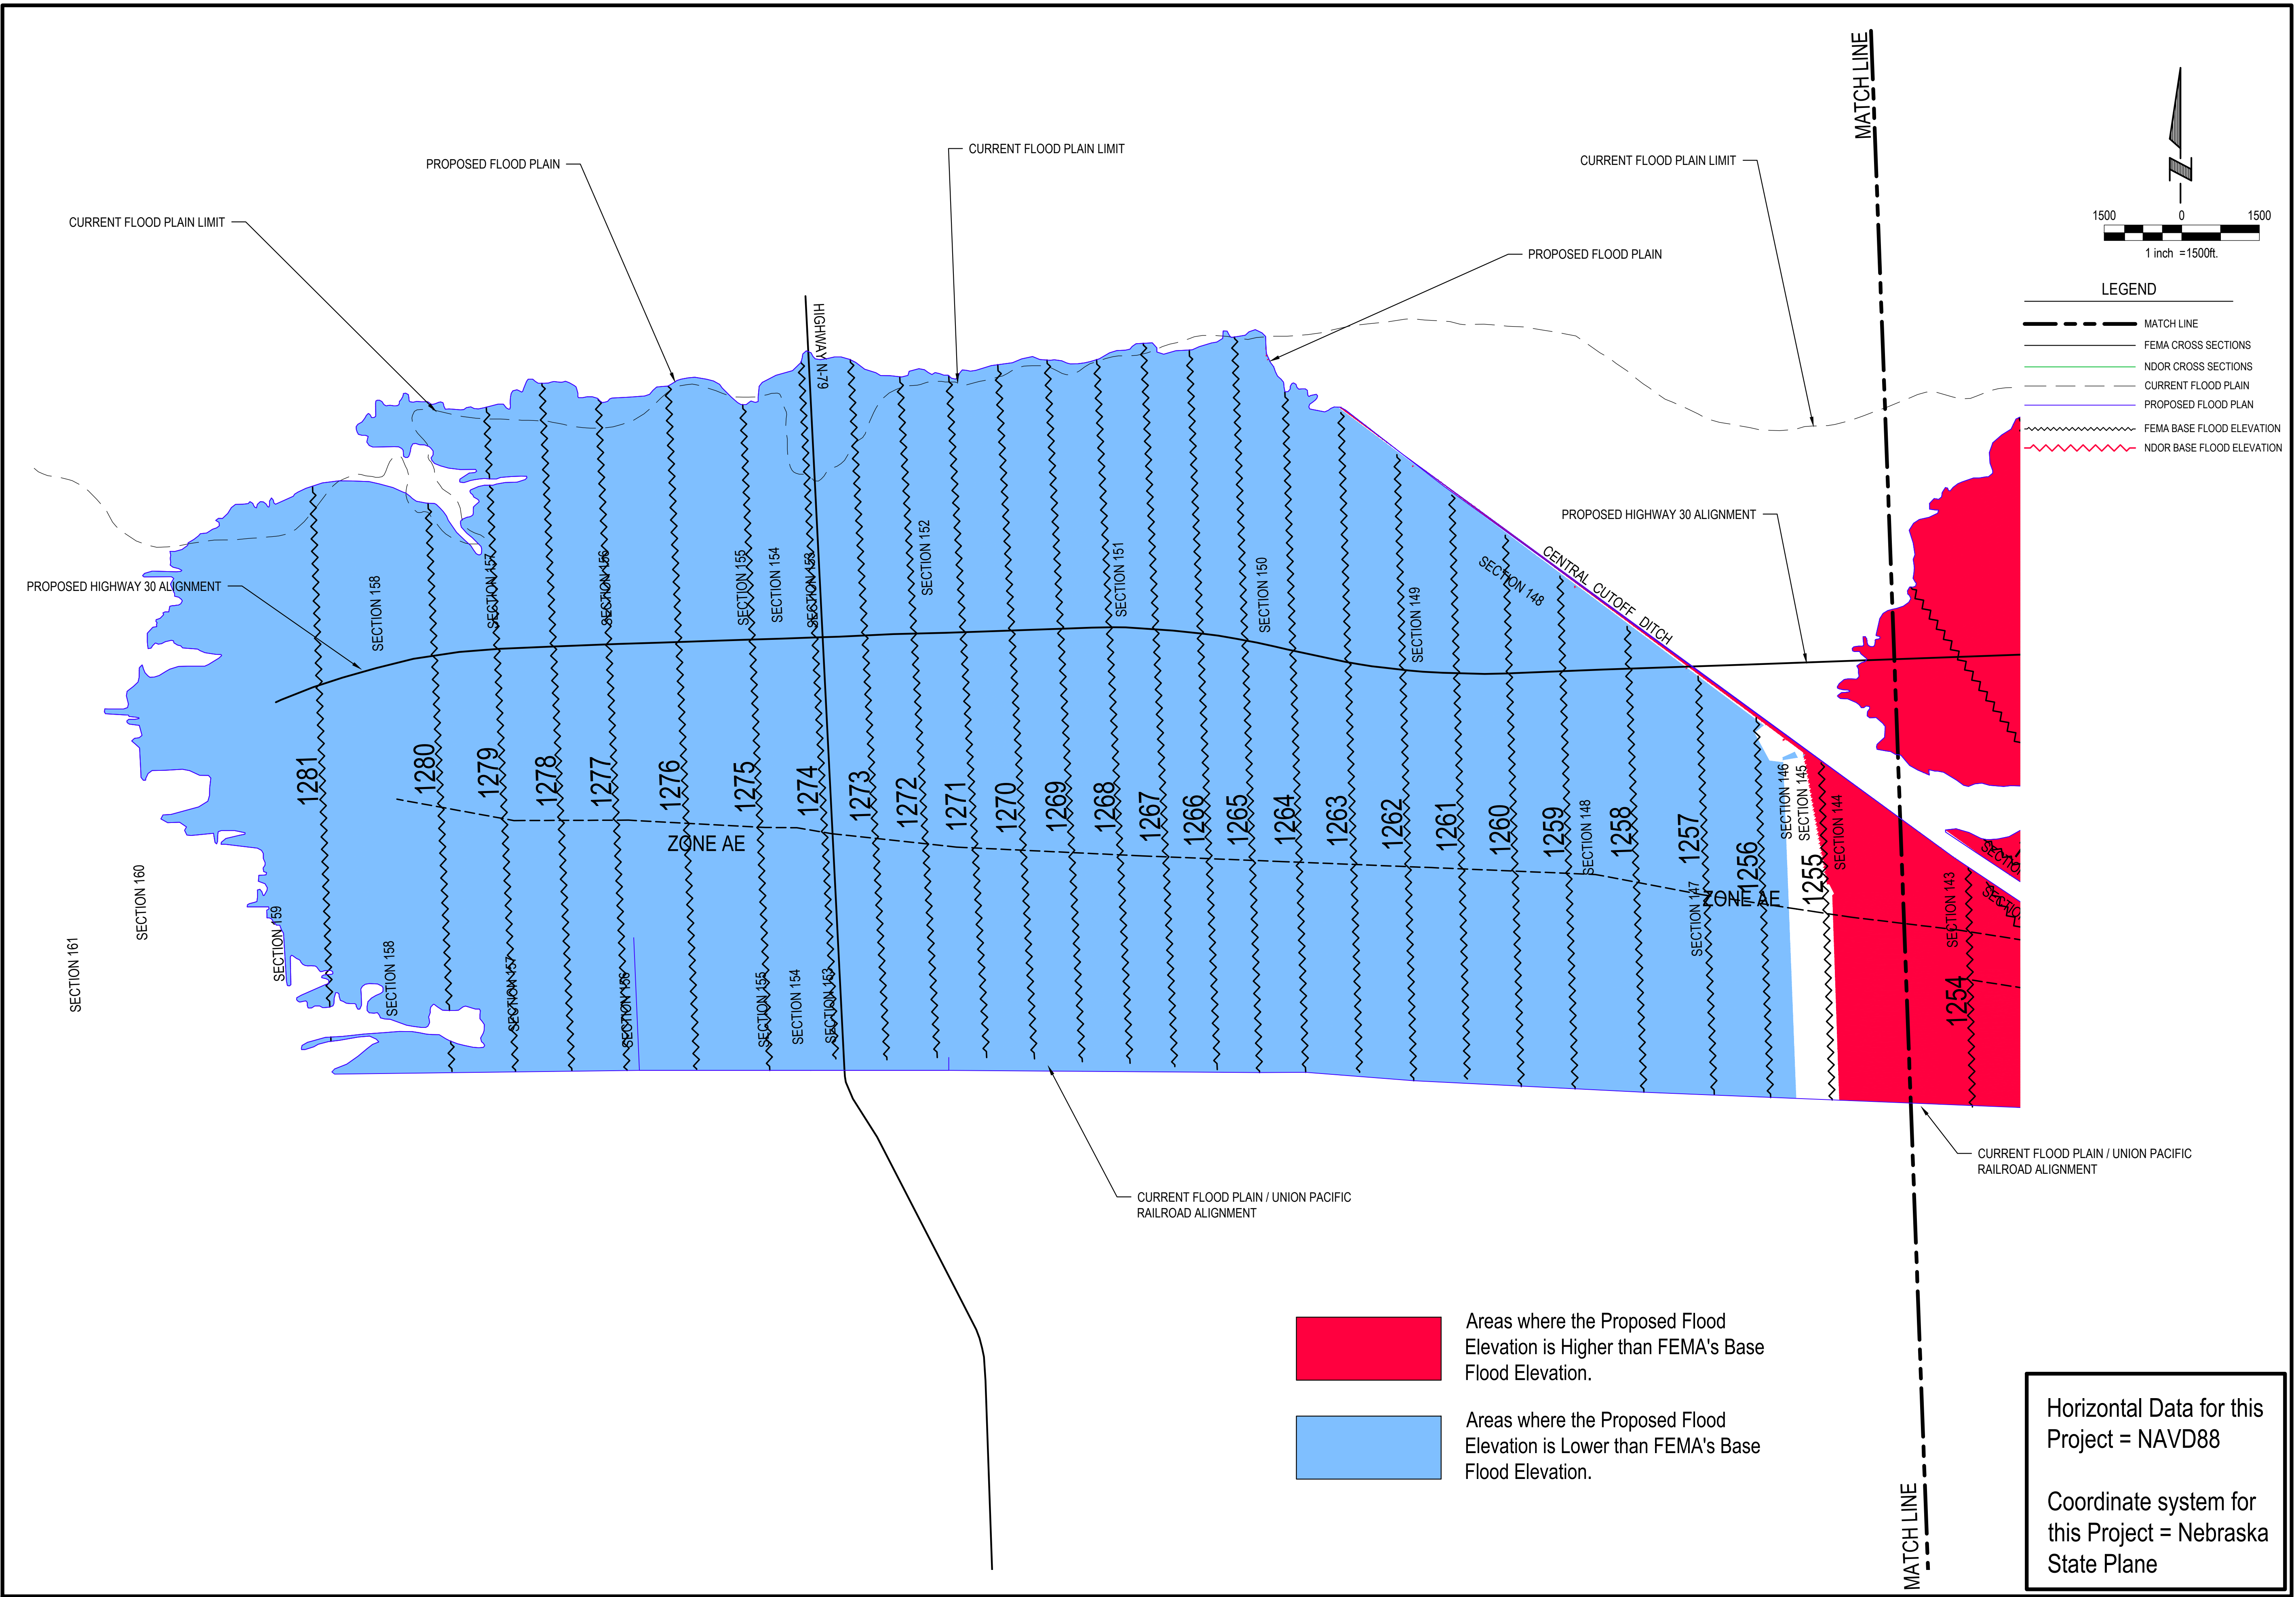 MATCH LINE
CURRENT FLOOD PLAIN LIMIT
PROPOSED FLOOD PLAIN
CURRENT FLOOD PLAIN LIMIT
CURRENT FLOOD PLAIN LIMIT
PROPOSED FLOOD PLAIN
Z
1500 0 1500
1 inch =1500ft.
LEGEND
MATCH LINE
FEMA CROSS SECTIONS
NDOR CROSS SECTIONS
CURRENT FLOOD PLAIN
PROPOSED FLOOD PLAN
FEMA BASE FLOOD ELEVATION
NDOR BASE FLOOD ELEVATION
HIGHWAY N-79
PROPOSED HIGHWAY 30 ALIGNMENT
PROPOSED HIGHWAY 30 ALIGNMENT
CENTRAL CUTOFF DITCH
SECTION 148
SECTION 158
SECTION 157
SECTION 156
SECTION 155
SECTION 154
SECTION 153
SECTION 152
SECTION 151
SECTION 150
SECTION 149
1281
1280
1279
1278
1277
1276
1275
1274
1273
1272
1271
1270
1269
1268
1267
1266
1265
1264
1263
1262
1261
1260
1259
SECTION 148
1258
1257
1256
SECTION 146
SECTION 145
1255
SECTION 144
ZONE AE
ZONE AE
SECTION 161
SECTION 160
SECTION 159
SECTION 158
SECTION 157
SECTION 156
SECTION 155
SECTION 154
SECTION 153
SECTION 147
SECTION 143
1254
CURRENT FLOOD PLAIN / UNION PACIFIC
RAILROAD ALIGNMENT
CURRENT FLOOD PLAIN / UNION PACIFIC
RAILROAD ALIGNMENT
Areas where the Proposed Flood
Elevation is Higher than FEMA's Base
Flood Elevation.
Areas where the Proposed Flood
Elevation is Lower than FEMA's Base
Flood Elevation.
MATCH LINE
Horizontal Data for this
Project = NAVD88
Coordinate system for
this Project = Nebraska
State Plane